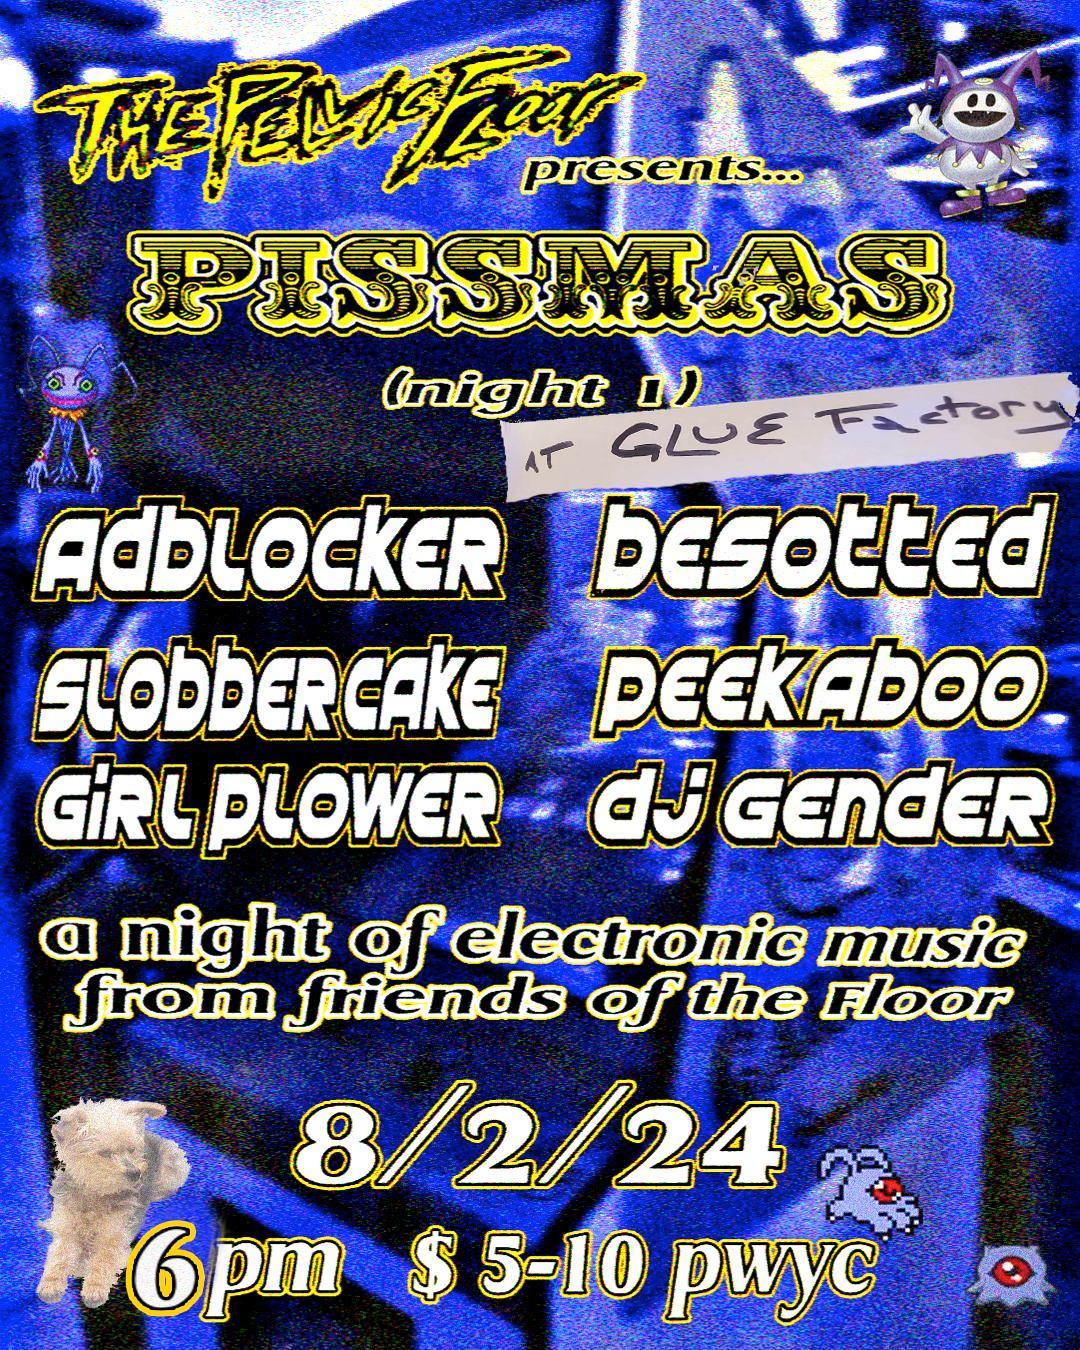 THE PELVIC FLOOR
presents...
PISSMAS
(night 1)
AT GLUE Factory
ADBLOCKER besotted
SLOBBERCAKE PEEKABOO
GIRL PLOWER DJ GENDER
a night of electronic music
from friends of the Floor
8/2/24
6pm $ 5-10 pwyc